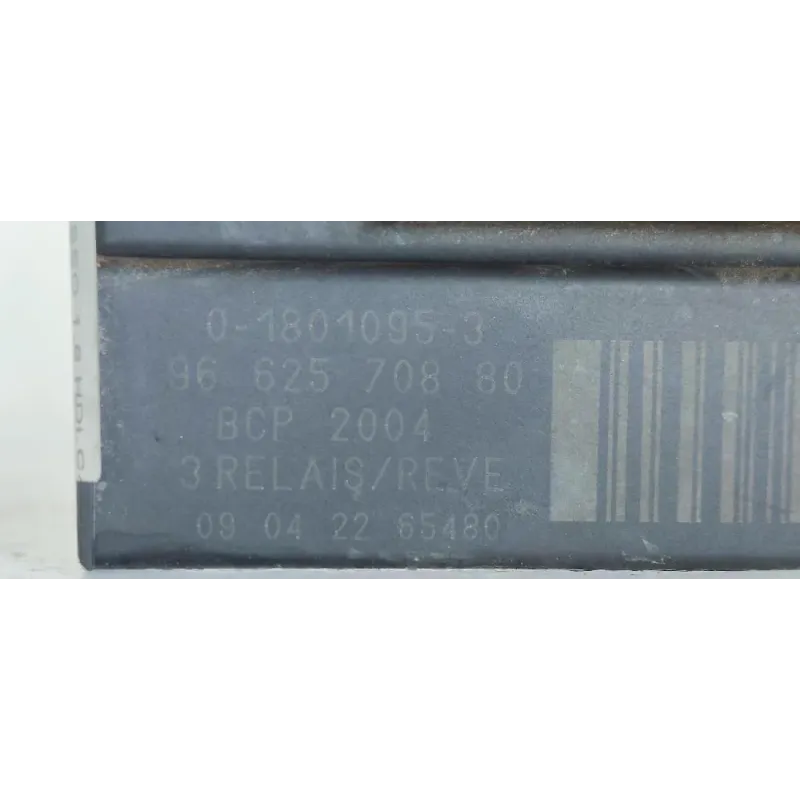 0-1801095-3
96 625 708 80
BCP 2004
3 RELAIS/REVE
09 04 22 65480